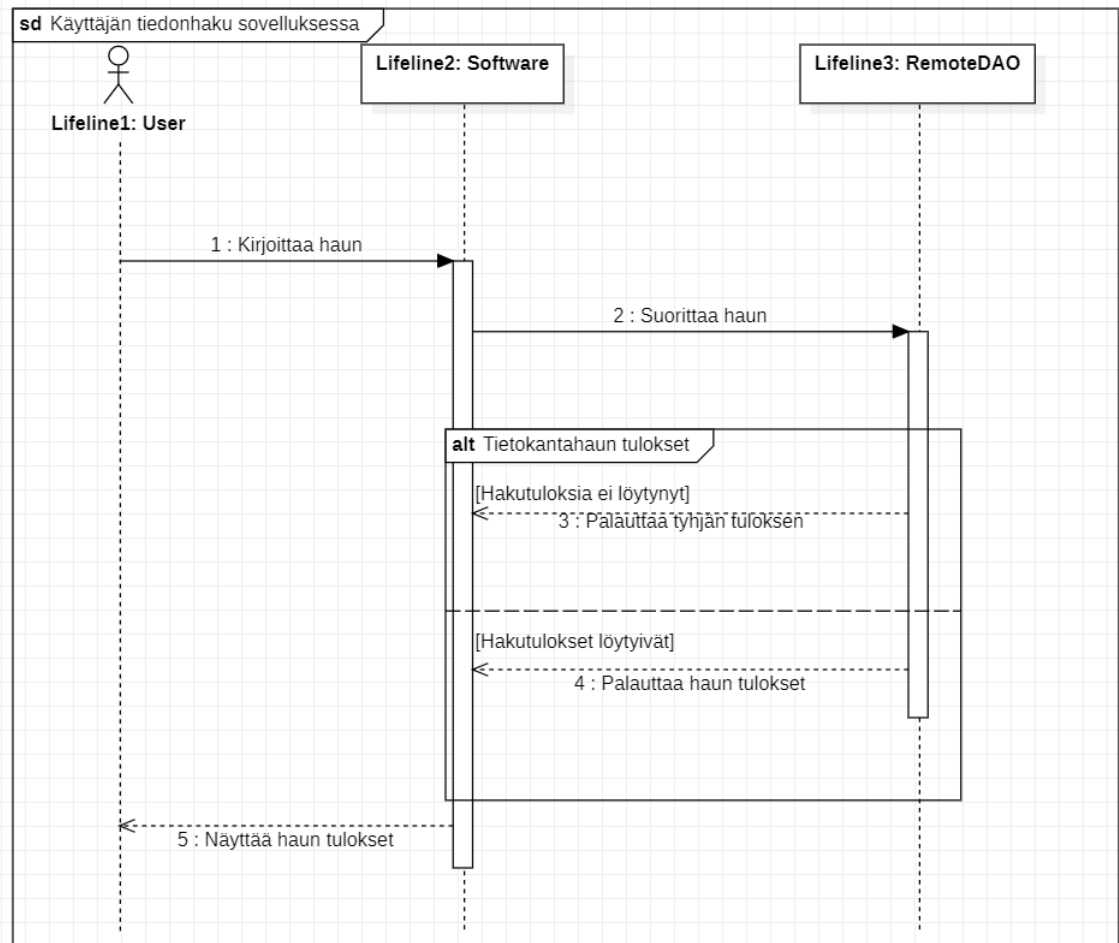 sd Käyttäjän tiedonhaku sovelluksessa
Lifeline2: Software
Lifeline3: RemoteDAO
Lifeline1: User
1 : Kirjoittaa haun
2 : Suorittaa haun
alt Tietokantahaun tulokset
[Hakutuloksia ei löytynyt]
3 : Palauttaa tyhjän tuloksen
[Hakutulokset löytyivät]
4 : Palauttaa haun tulokset
5 : Näyttää haun tulokset